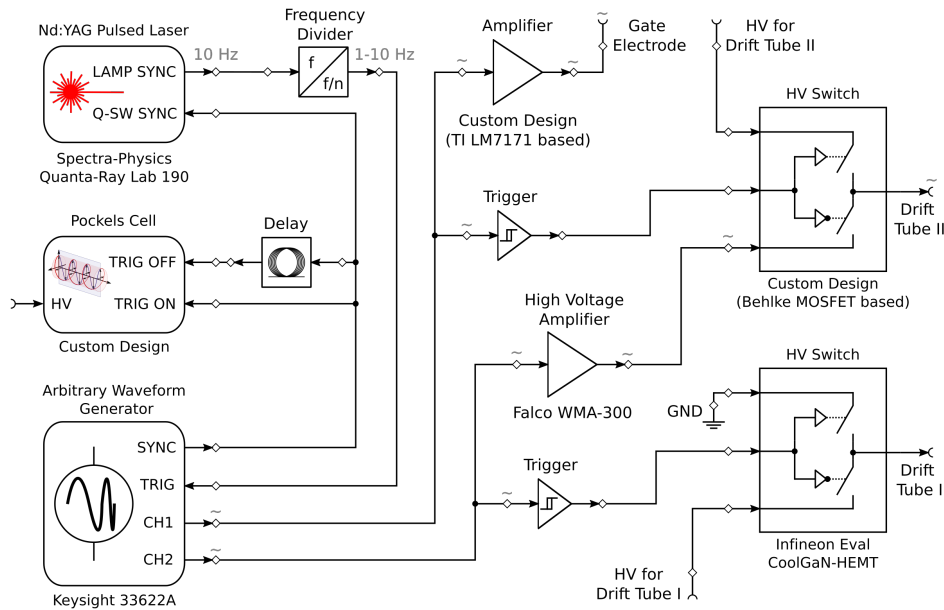 Nd:YAG Pulsed Laser
LAMP SYNC
Q-SW SYNC
Spectra-Physics
Quanta-Ray Lab 190
10 Hz
Frequency
Divider
f
f/n
1-10 Hz
Pockels Cell
TRIG OFF
HV
TRIG ON
Custom Design
Delay
Arbitrary Waveform
Generator
SYNC
TRIG
CH1
~
CH2
~
Keysight 33622A
Amplifier
~
~
Custom Design
(TI LM7171 based)
~
Gate
Electrode
Trigger
~
High Voltage
Amplifier
~
~
Falco WMA-300
Trigger
~
HV for
Drift Tube II
HV Switch
~
~
Drift
Tube II
Custom Design
(Behlke MOSFET based)
HV Switch
GND
Drift
Tube I
Infineon Eval
CoolGaN-HEMT
HV for
Drift Tube I